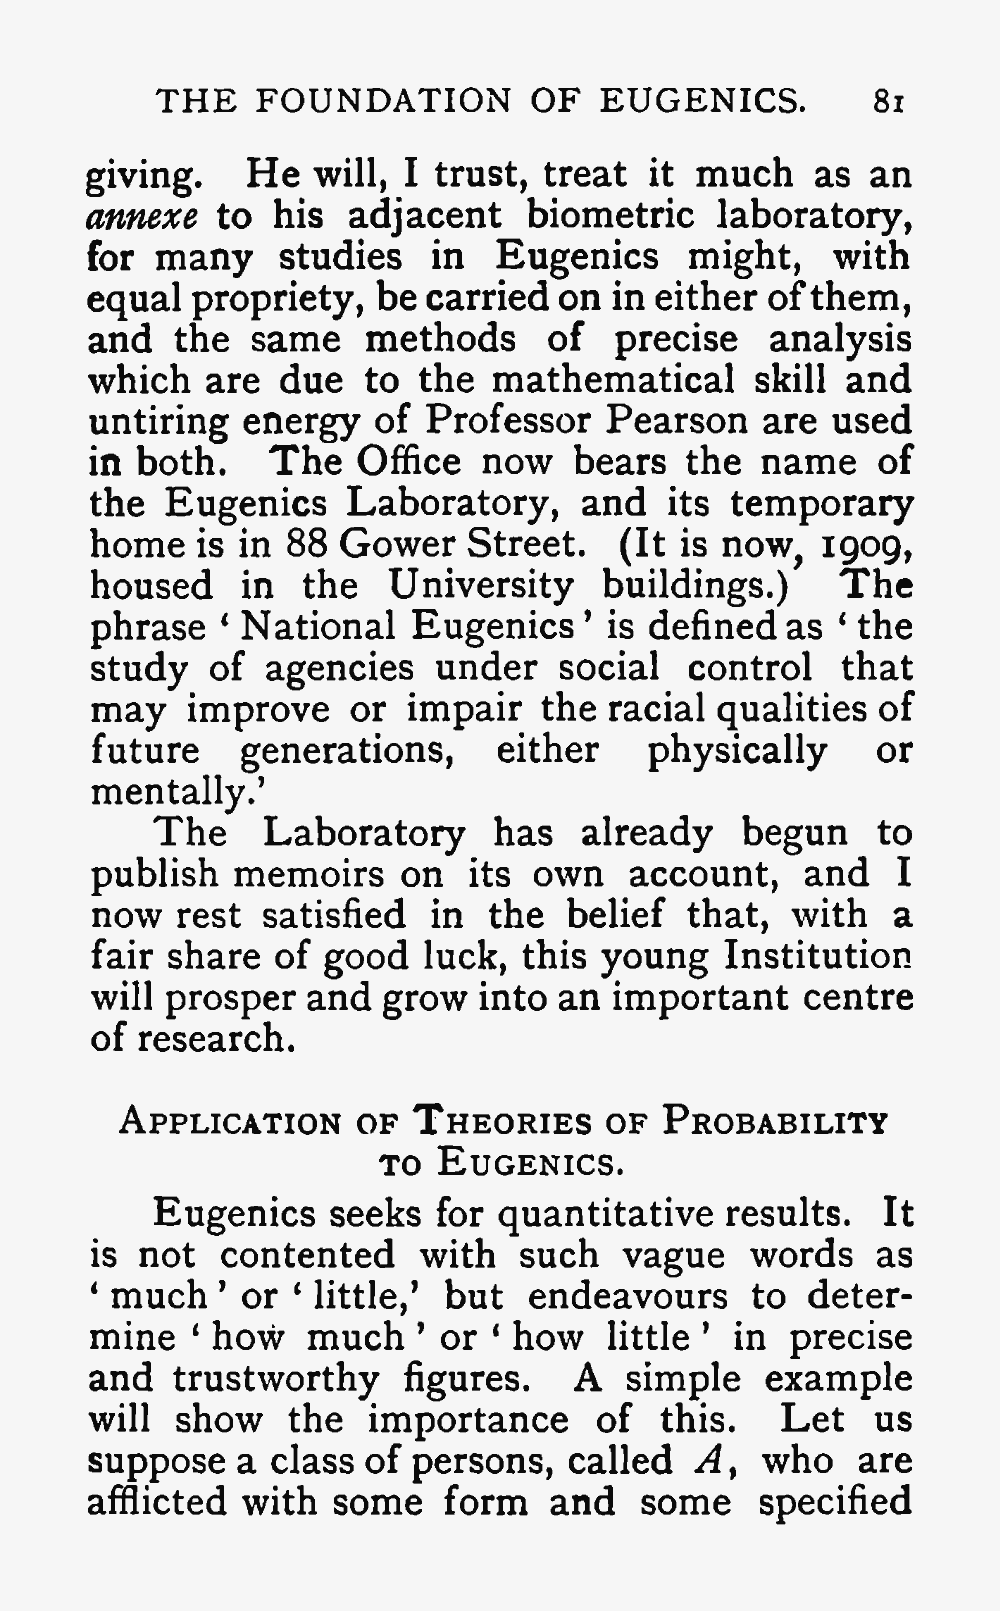 THE FOUNDATION OF EUGENICS. 81
giving. He will, I trust, treat it much as an
annexe to his adjacent biometric laboratory,
for many studies in Eugenics might, with
equal propriety, be carried on in either of them,
and the same methods of precise analysis
which are due to the mathematical skill and
untiring energy of Professor Pearson are used
in both. The Office now bears the name of
the Eugenics Laboratory, and its temporary
home is in 88 Gower Street. (It is now, 1909,
housed in the University buildings.) The
phrase ‘ National Eugenics ’ is defined as ‘ the
study of agencies under social control that
may improve or impair the racial qualities of
future generations, either physically or
mentally.’
The Laboratory has already begun to
publish memoirs on its own account, and I
now rest satisfied in the belief that, with a
fair share of good luck, this young Institution
will prosper and grow into an important centre
of research.
APPLICATION OF THEORIES OF PROBABILITY
TO EUGENICS.
Eugenics seeks for quantitative results. It
is not contented with such vague words as
‘ much ’ or ‘ little,’ but endeavours to deter-
mine ‘ how much ’ or ‘ how little ’ in precise
and trustworthy figures. A simple example
will show the importance of this. Let us
suppose a class of persons, called A, who are
afflicted with some form and some specified